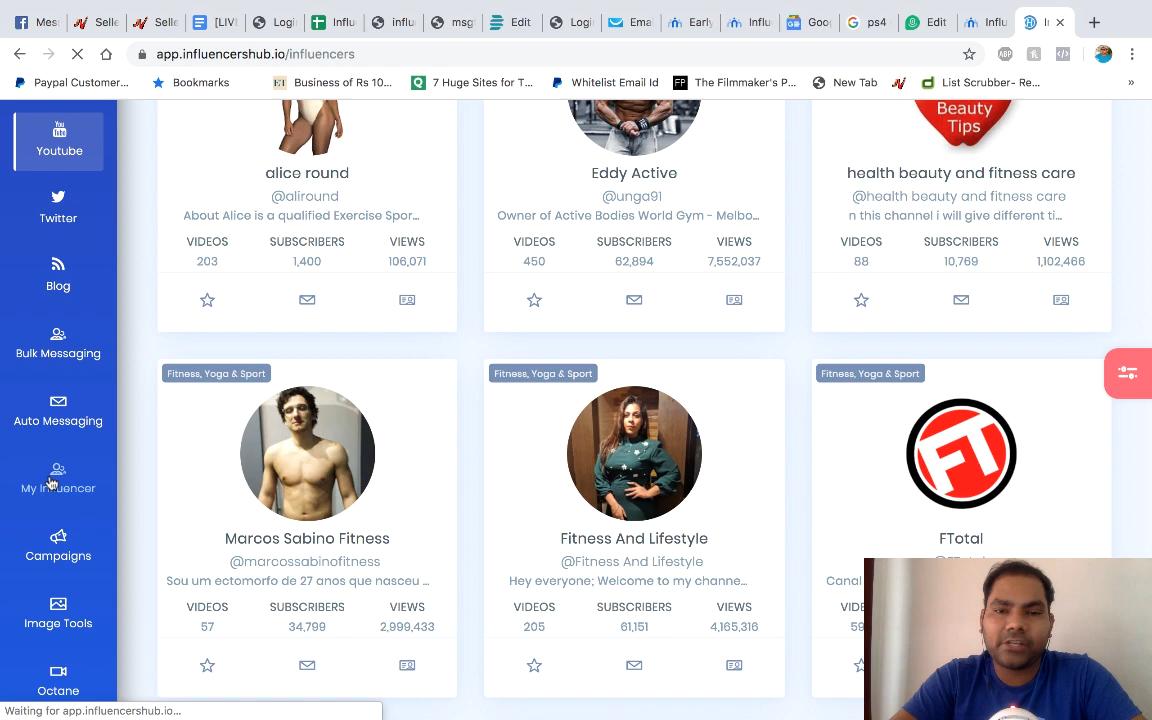 Mes
Selle
Selle
[LIVE
Logi
Influ
influ
msg
Edit
Logi
Ema
Early
Influ
Goo
ps4
Edit
Influ
app.influencershub.io/influencers
ABP
Paypal Customer...
Bookmarks
ET
Business of Rs 10...
7 Huge Sites for T...
Whitelist Email Id
FP
The Filmmaker's P...
New Tab
List Scrubber- Re...
»
You
Tube
Youtube
Twitter
Blog
Bulk Messaging
Auto Messaging
My Influencer
Campaigns
Image Tools
Octane
Beauty
Tips
alice round
@aliround
About Alice is a qualified Exercise Spor...
VIDEOS SUBSCRIBERS VIEWS
203 1,400 106,071
Eddy Active
@unga91
Owner of Active Bodies World Gym - Melbo...
VIDEOS SUBSCRIBERS VIEWS
450 62,894 7,552,037
health beauty and fitness care
@health beauty and fitness care
n this channel i will give different ti...
VIDEOS SUBSCRIBERS VIEWS
88 10,769 1,102,466
Fitness, Yoga & Sport
Marcos Sabino Fitness
@marcossabinofitness
Sou um ectomorfo de 27 anos que nasceu ...
VIDEOS SUBSCRIBERS VIEWS
57 34,799 2,999,433
Fitness, Yoga & Sport
Fitness And Lifestyle
@Fitness And Lifestyle
Hey everyone; Welcome to my channe...
VIDEOS SUBSCRIBERS VIEWS
205 61,151 4,165,316
Fitness, Yoga & Sport
FT
FTotal
Canal
VIDEOS
Waiting for app.influencershub.io...